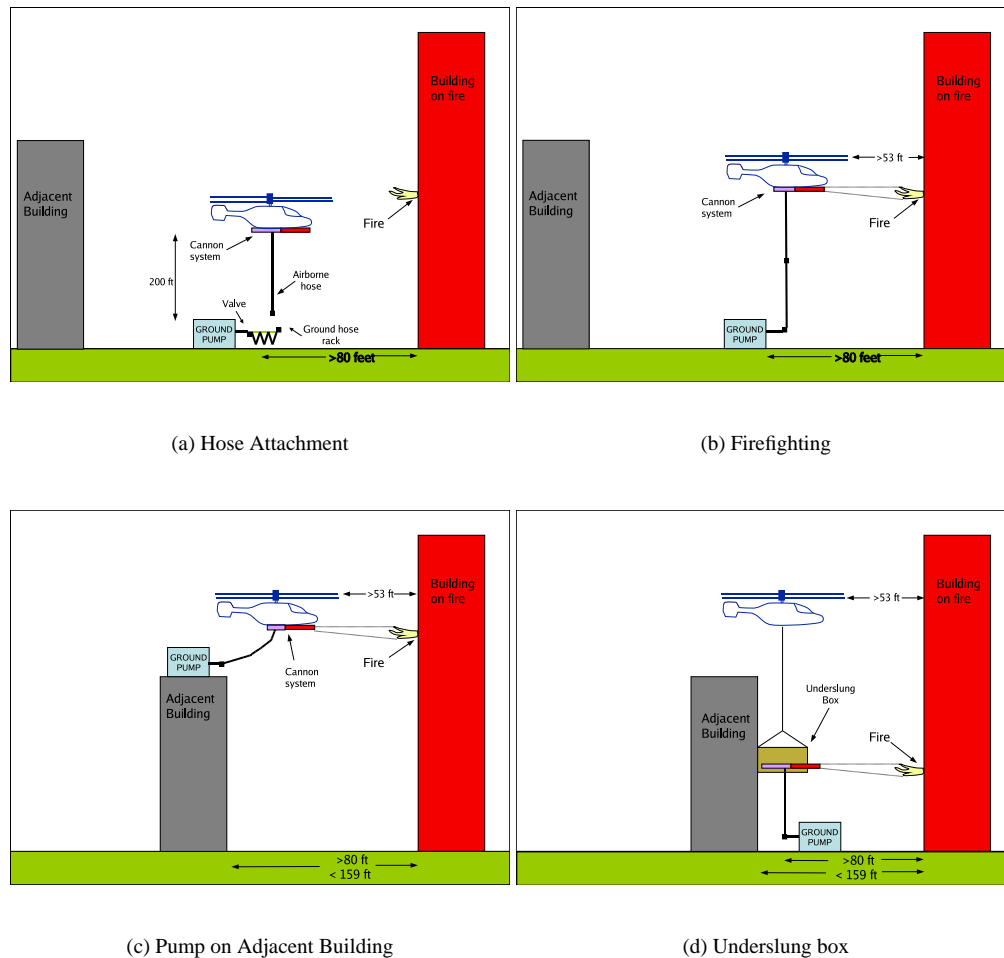 Building
on fire
Adjacent
Building
Fire
Cannon
system
200 ft
Airborne
hose
Valve
GROUND
PUMP
Ground hose
rack
>80 feet
(a) Hose Attachment
Building
on fire
>53 ft
Adjacent
Building
Cannon
system
Fire
GROUND
PUMP
>80 feet
(b) Firefighting
Building
on fire
>53 ft
GROUND
PUMP
Fire
Cannon
system
Adjacent
Building
>80 ft
< 159 ft
(c) Pump on Adjacent Building
Building
on fire
>53 ft
Underslung
Box
Adjacent
Building
Fire
GROUND
PUMP
>80 ft
< 159 ft
(d) Underslung box